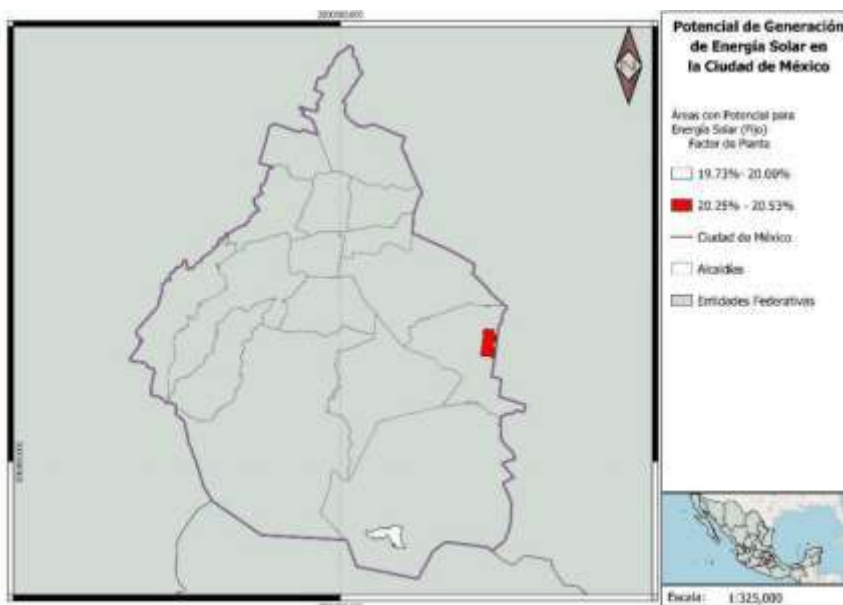 Potencial de Generación
de Energía Solar en
la Ciudad de México
Áreas con Potencial para
Energía Solar (Fijo)
Factor de Planta
19.73%- 20.00%
20.25% - 20.53%
Ciudad de México
Alcaldías
Entidades Federativas
Escala: 1:325,000